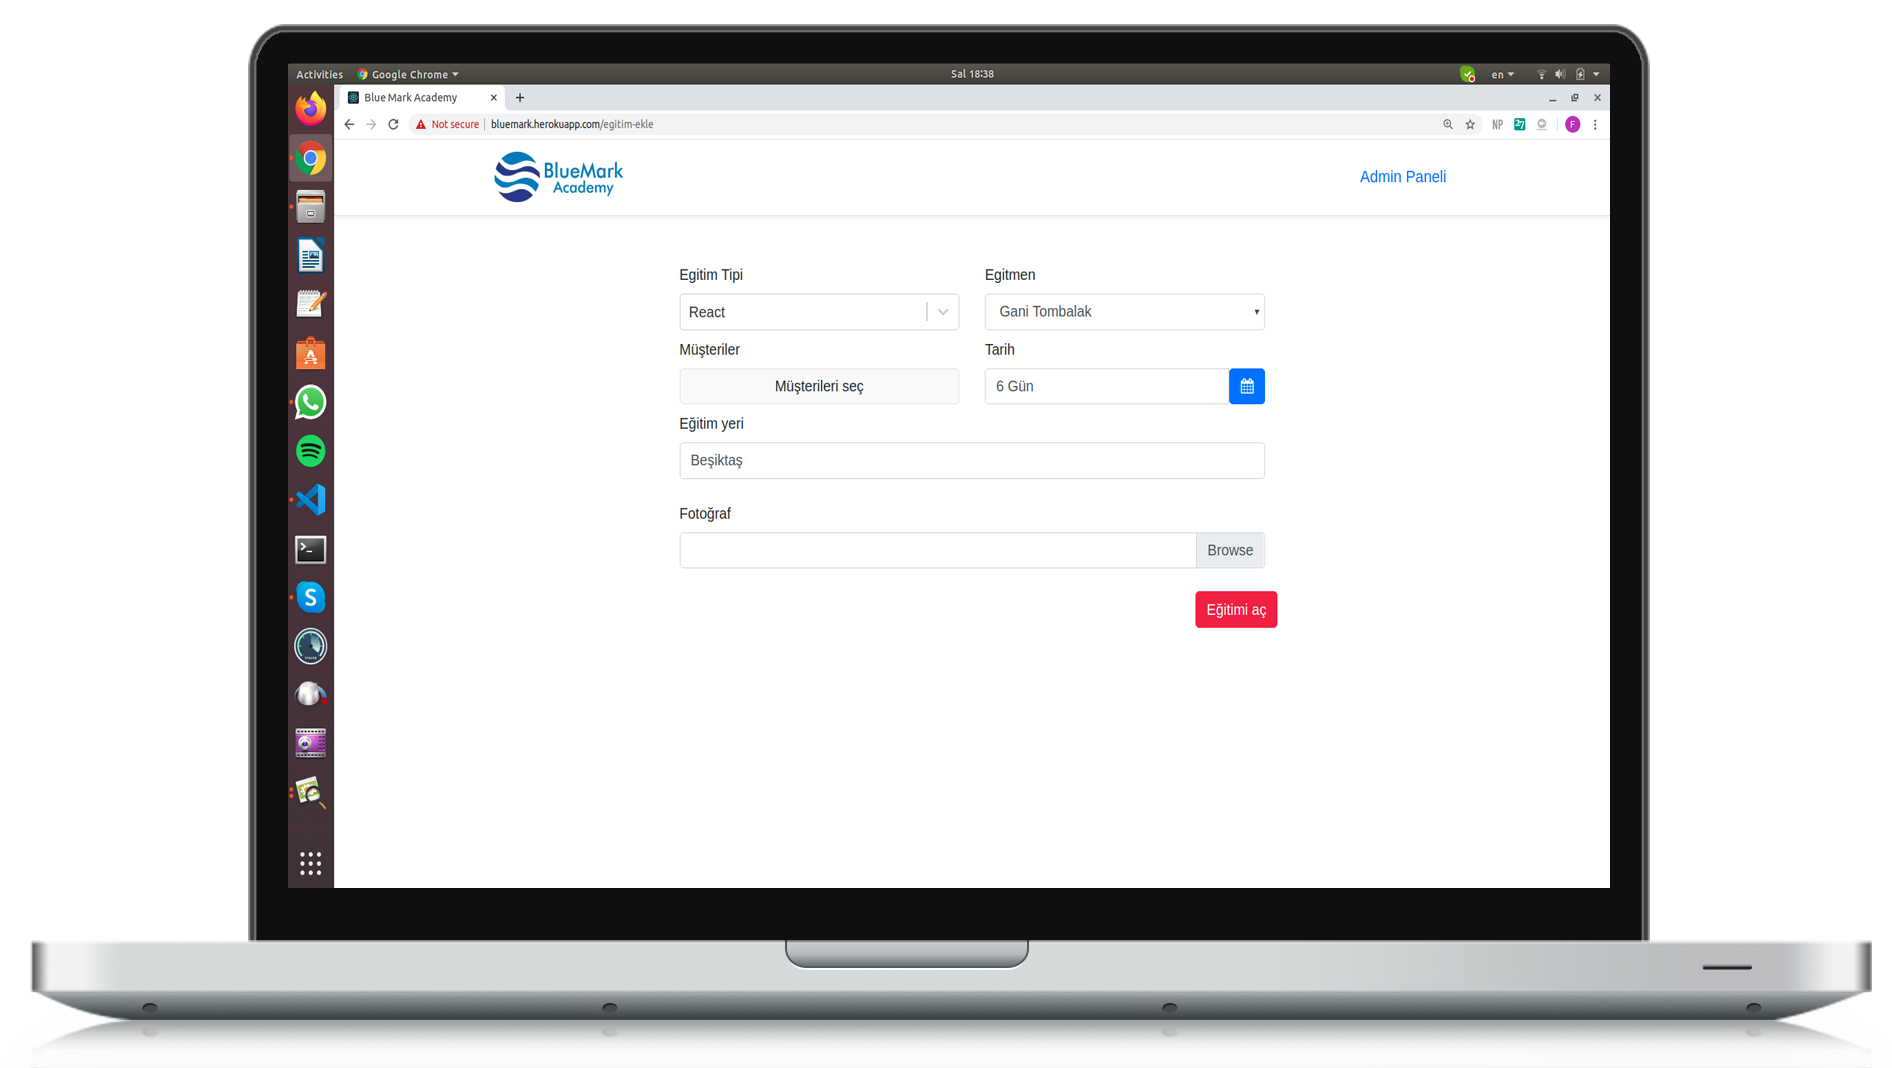 Activities Google Chrome Sal 18:38 en
Blue Mark Academy
Not secure bluemark.herokuapp.com/egitim-ekle NP 27 F
BlueMark
Academy
Admin Paneli
Egitim Tipi Egitmen
React Gani Tombalak
Müşteriler Tarih
Müşterileri seç 6 Gün
Eğitim yeri
Beşiktaş
Fotoğraf
Browse
Eğitimi aç